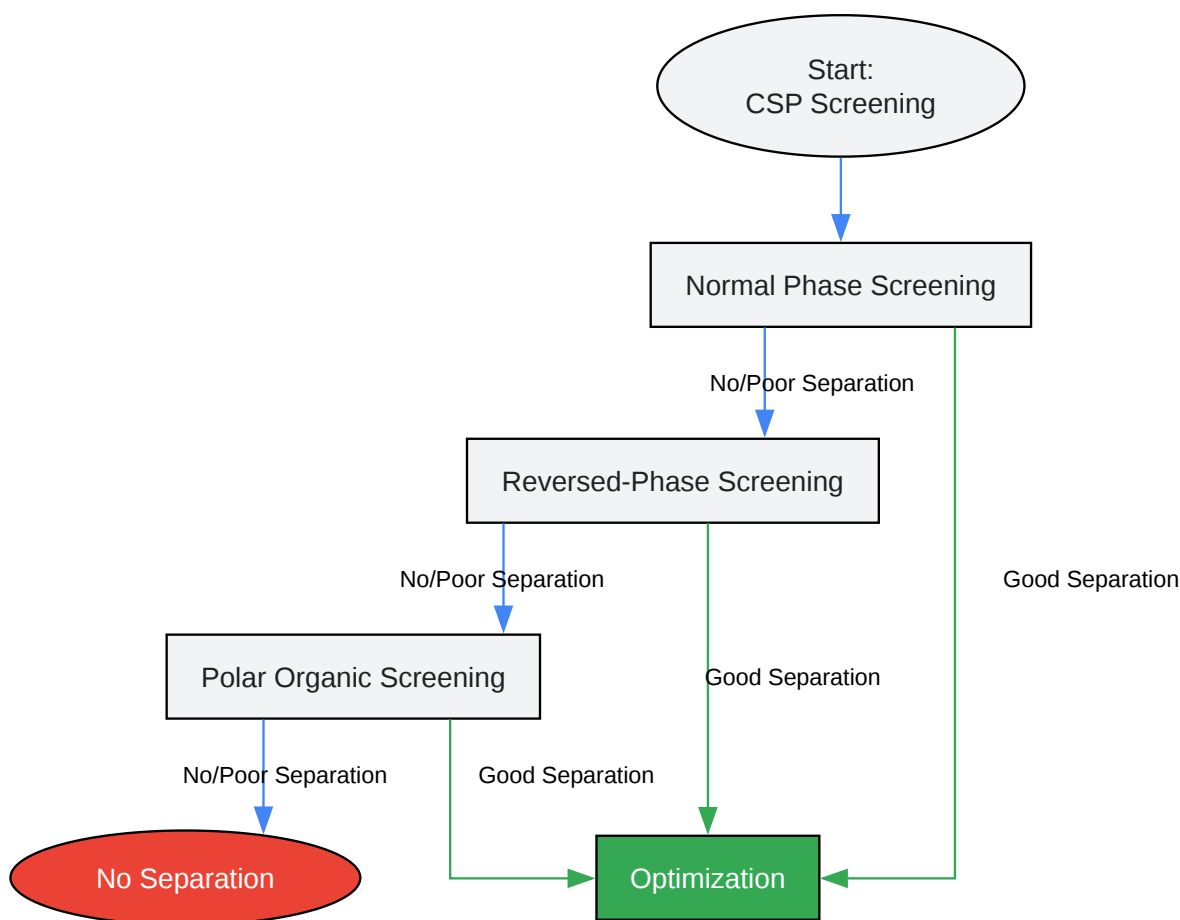 Start:
CSP Screening
Normal Phase Screening
No/Poor Separation
Reversed-Phase Screening
No/Poor Separation
Good Separation
Polar Organic Screening
Good Separation
No/Poor Separation
Good Separation
No Separation
Optimization